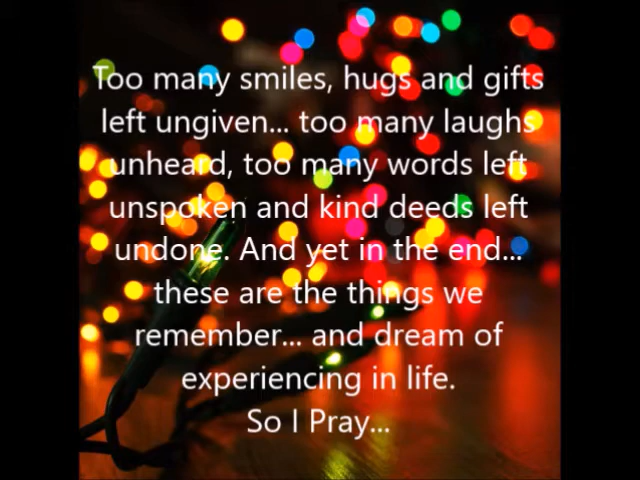 Too many smiles, hugs and gifts
left ungiven... too many laughs
unheard, too many words left
unspoken and kind deeds left
undone. And yet in the end...
these are the things we
remember... and dream of
experiencing in life.
So I Pray...